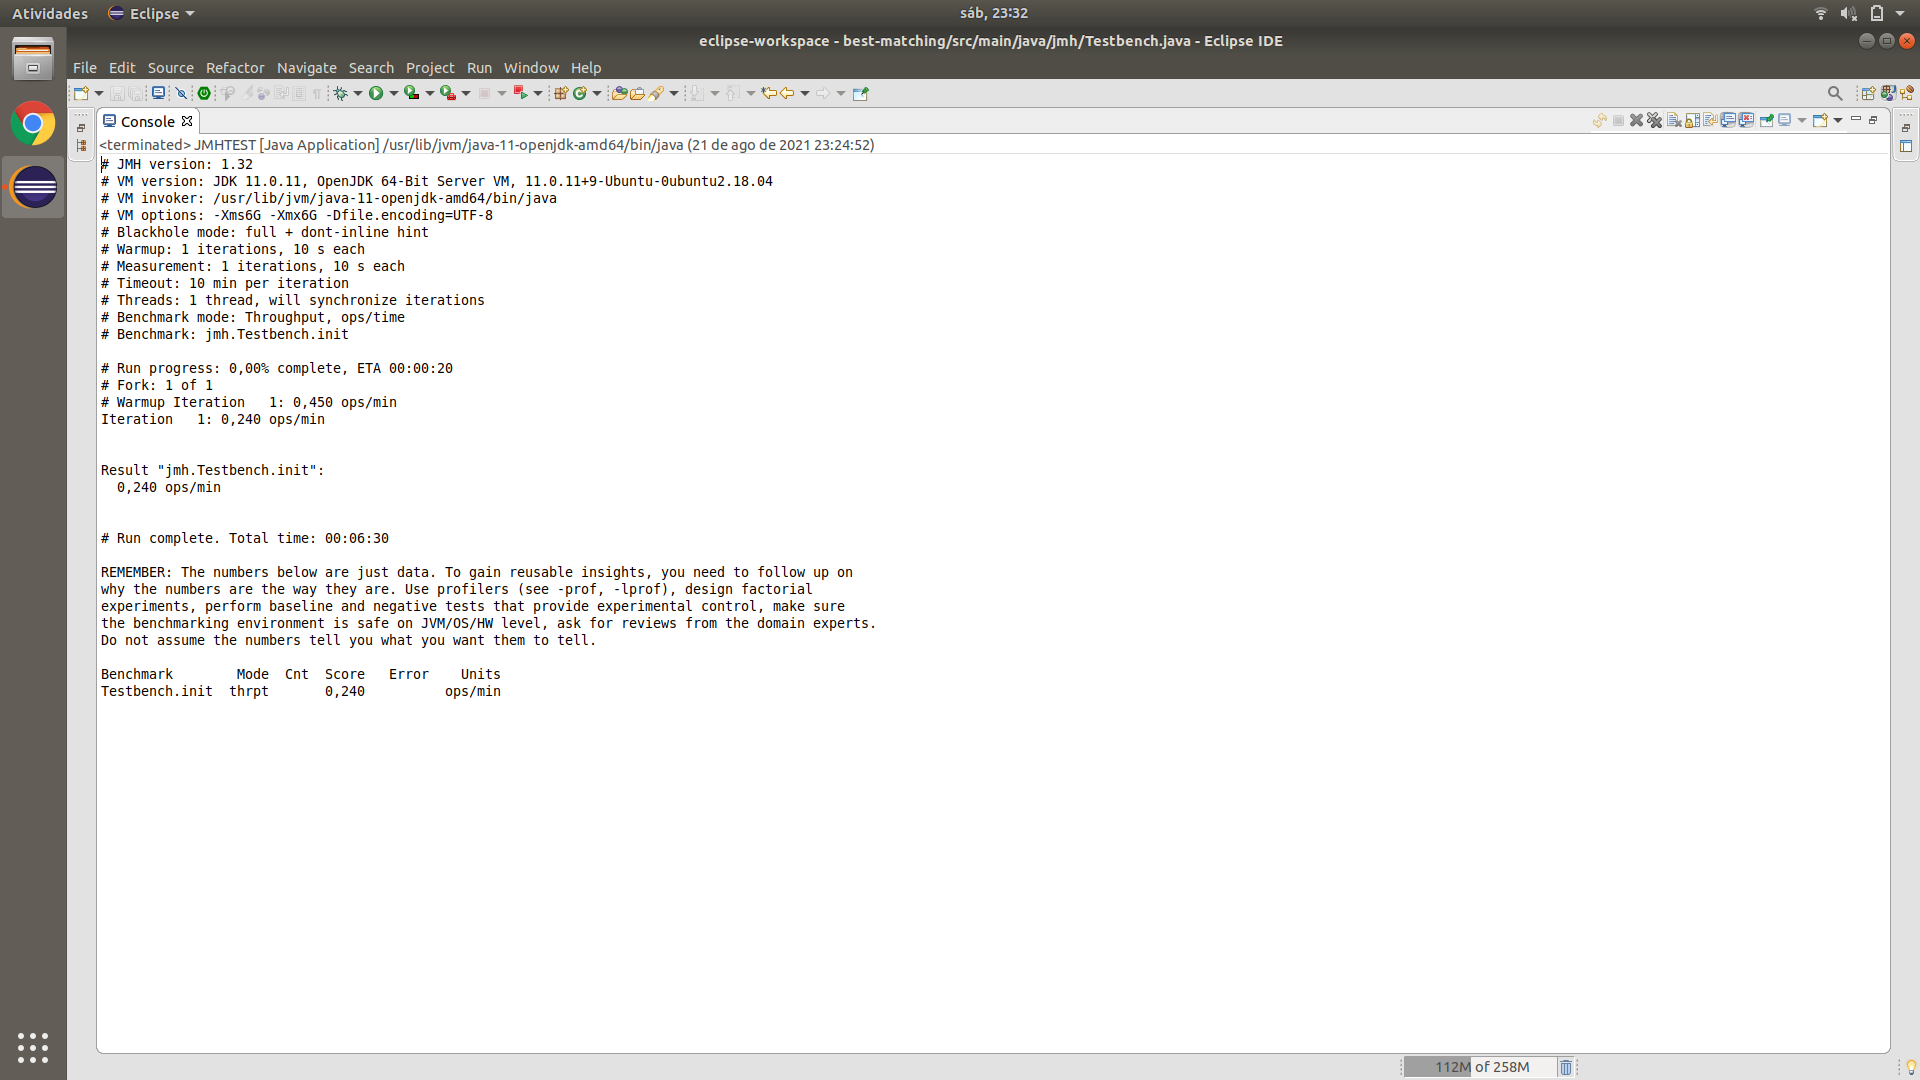 Atividades Eclipse sáb, 23:32
eclipse-workspace - best-matching/src/main/java/jmh/Testbench.java - Eclipse IDE
File Edit Source Refactor Navigate Search Project Run Window Help
Console
<terminated> JMHTEST [Java Application] /usr/lib/jvm/java-11-openjdk-amd64/bin/java (21 de ago de 2021 23:24:52)
# JMH version: 1.32
# VM version: JDK 11.0.11, OpenJDK 64-Bit Server VM, 11.0.11+9-Ubuntu-0ubuntu2.18.04
# VM invoker: /usr/lib/jvm/java-11-openjdk-amd64/bin/java
# VM options: -Xms6G -Xmx6G -Dfile.encoding=UTF-8
# Blackhole mode: full + dont-inline hint
# Warmup: 1 iterations, 10 s each
# Measurement: 1 iterations, 10 s each
# Timeout: 10 min per iteration
# Threads: 1 thread, will synchronize iterations
# Benchmark mode: Throughput, ops/time
# Benchmark: jmh.Testbench.init
# Run progress: 0,00% complete, ETA 00:00:20
# Fork: 1 of 1
# Warmup Iteration   1: 0,450 ops/min
Iteration   1: 0,240 ops/min
Result "jmh.Testbench.init":
0,240 ops/min
# Run complete. Total time: 00:06:30
REMEMBER: The numbers below are just data. To gain reusable insights, you need to follow up on
why the numbers are the way they are. Use profilers (see -prof, -lprof), design factorial
experiments, perform baseline and negative tests that provide experimental control, make sure
the benchmarking environment is safe on JVM/OS/HW level, ask for reviews from the domain experts.
Do not assume the numbers tell you what you want them to tell.
Benchmark        Mode  Cnt  Score   Error    Units
Testbench.init  thrpt       0,240          ops/min
112M of 258M